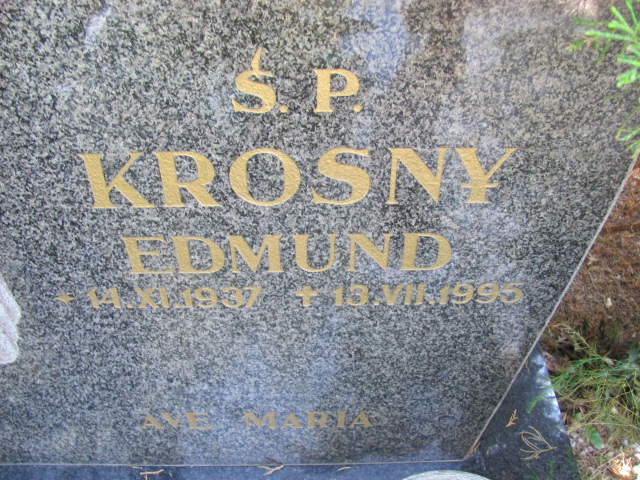 Ś. P.
KROSNY
EDMUND
* 14.XI.1937 ✝ 13.VII.1995
AVE MARIA